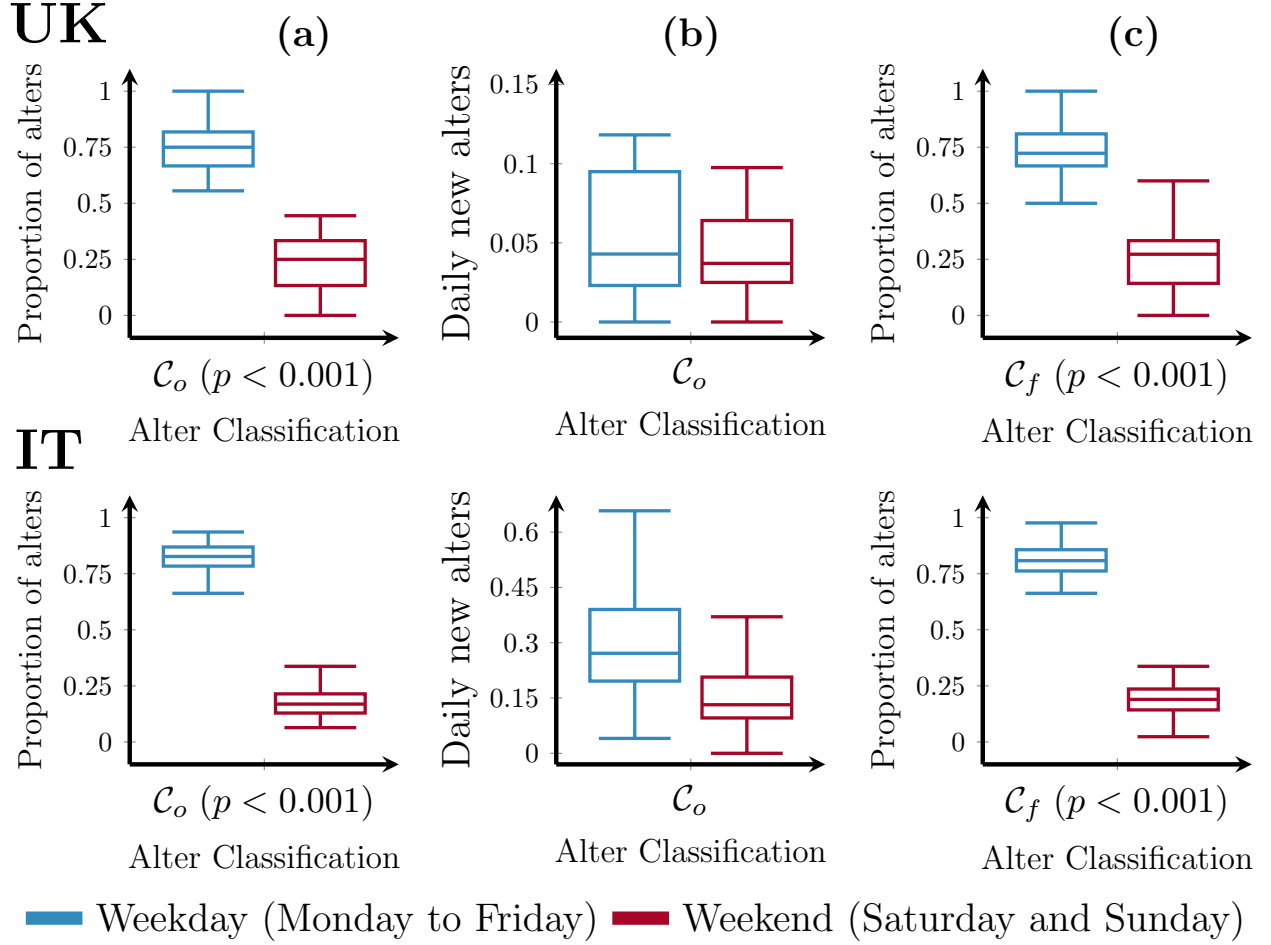 UK
(a)
(b)
(c)
Proportion of alters
1
0.75
0.5
0.25
0
𝒞ₒ (p < 0.001)
Alter Classification
Daily new alters
0.15
0.1
0.05
0
𝒞ₒ
Alter Classification
Proportion of alters
1
0.75
0.5
0.25
0
𝒞_f (p < 0.001)
Alter Classification
IT
Proportion of alters
1
0.75
0.5
0.25
0
𝒞ₒ (p < 0.001)
Alter Classification
Daily new alters
0.6
0.45
0.3
0.15
0
𝒞ₒ
Alter Classification
Proportion of alters
1
0.75
0.5
0.25
0
𝒞_f (p < 0.001)
Alter Classification
Weekday (Monday to Friday)
Weekend (Saturday and Sunday)